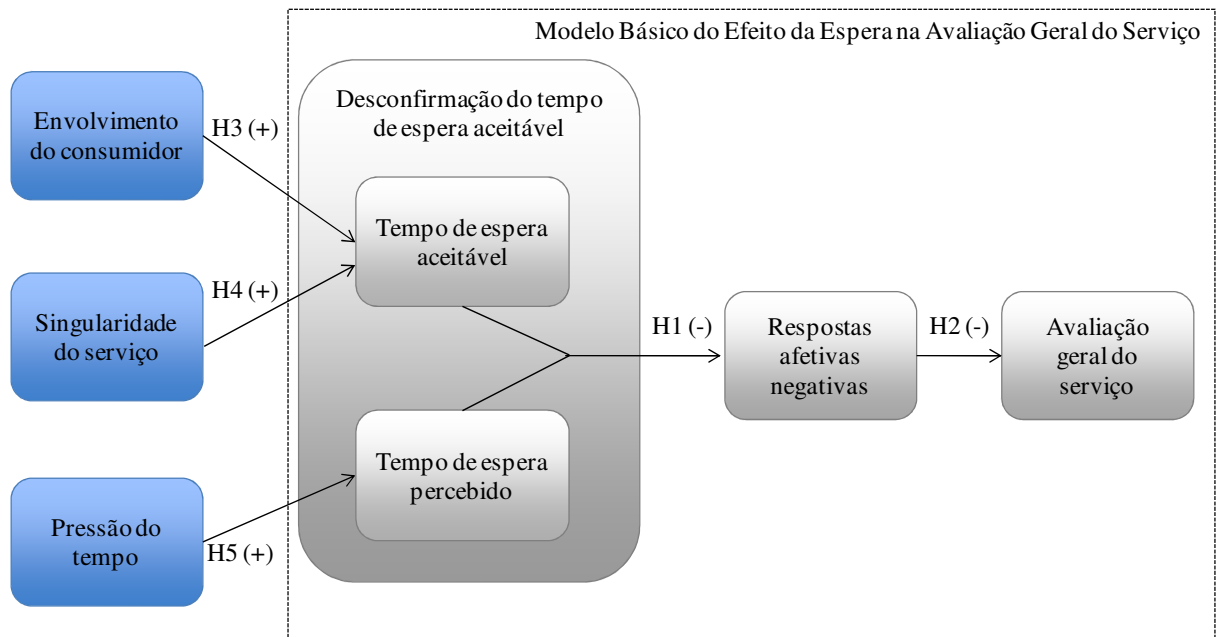 Modelo Básico do Efeito da Espera na Avaliação Geral do Serviço
Envolvimento
do consumidor
H3 (+)
Singularidade
do serviço
H4 (+)
Pressão do
tempo
H5 (+)
Desconfirmação do tempo
de espera aceitável
Tempo de espera
aceitável
Tempo de espera
percebido
H1 (-)
Respostas
afetivas
negativas
H2 (-)
Avaliação
geral do
serviço